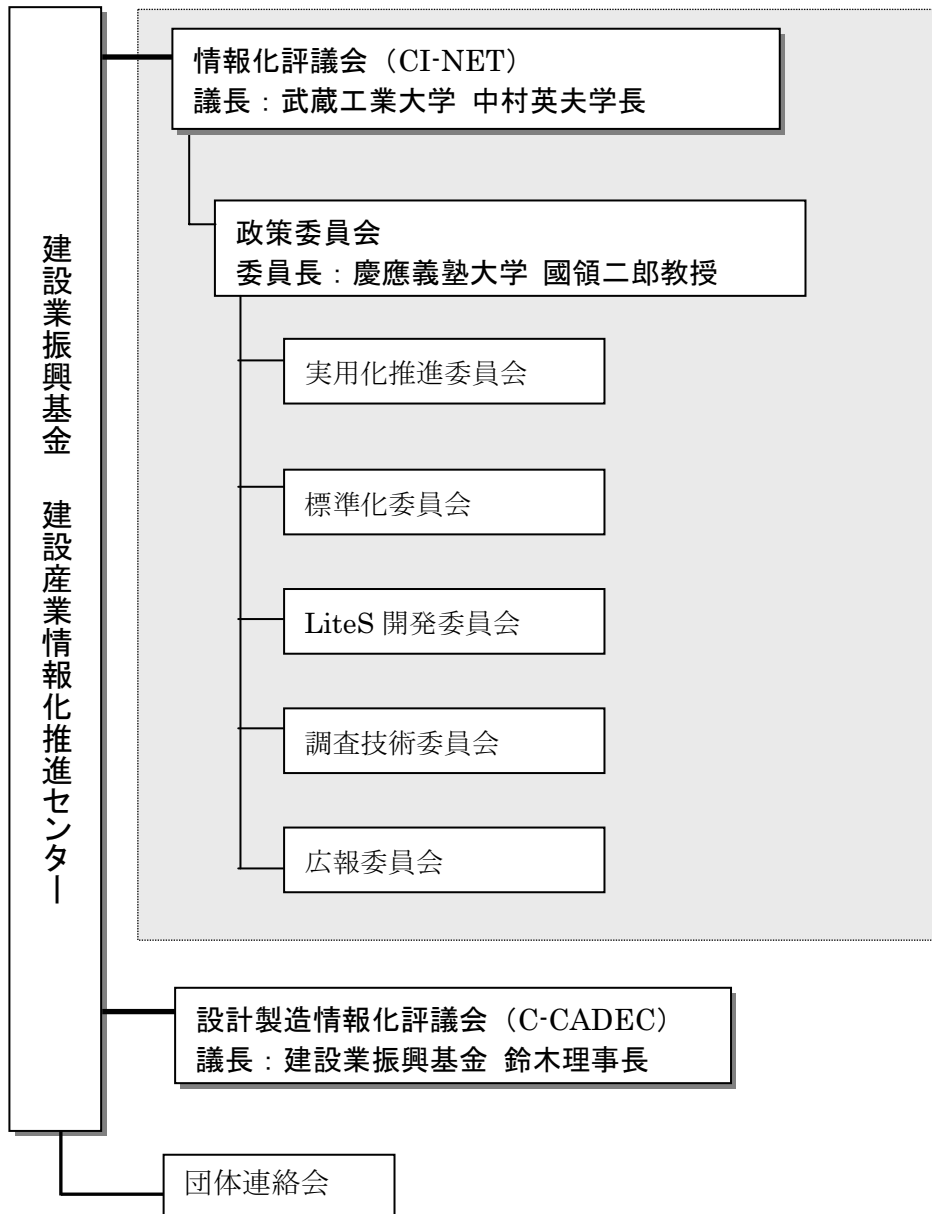 建設業振興基金 建設産業情報化推進センター
情報化評議会（CI-NET）
議長：武蔵工業大学 中村英夫学長
政策委員会
委員長：慶應義塾大学 國領二郎教授
実用化推進委員会
標準化委員会
LiteS 開発委員会
調査技術委員会
広報委員会
設計製造情報化評議会（C-CADEC）
議長：建設業振興基金 鈴木理事長
団体連絡会